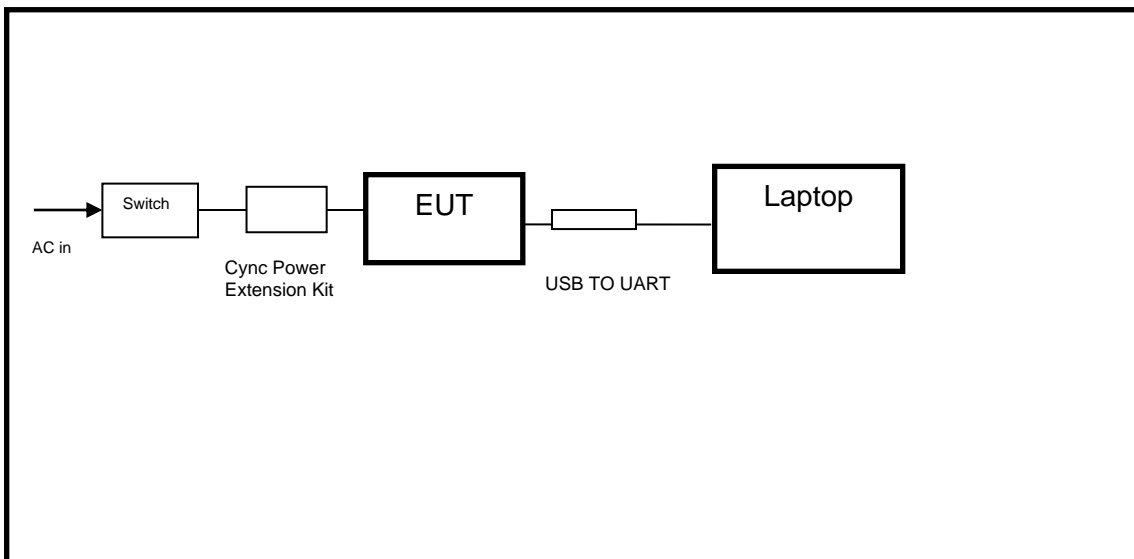 Switch
EUT
Laptop
AC in
Cync Power
Extension Kit
USB TO UART